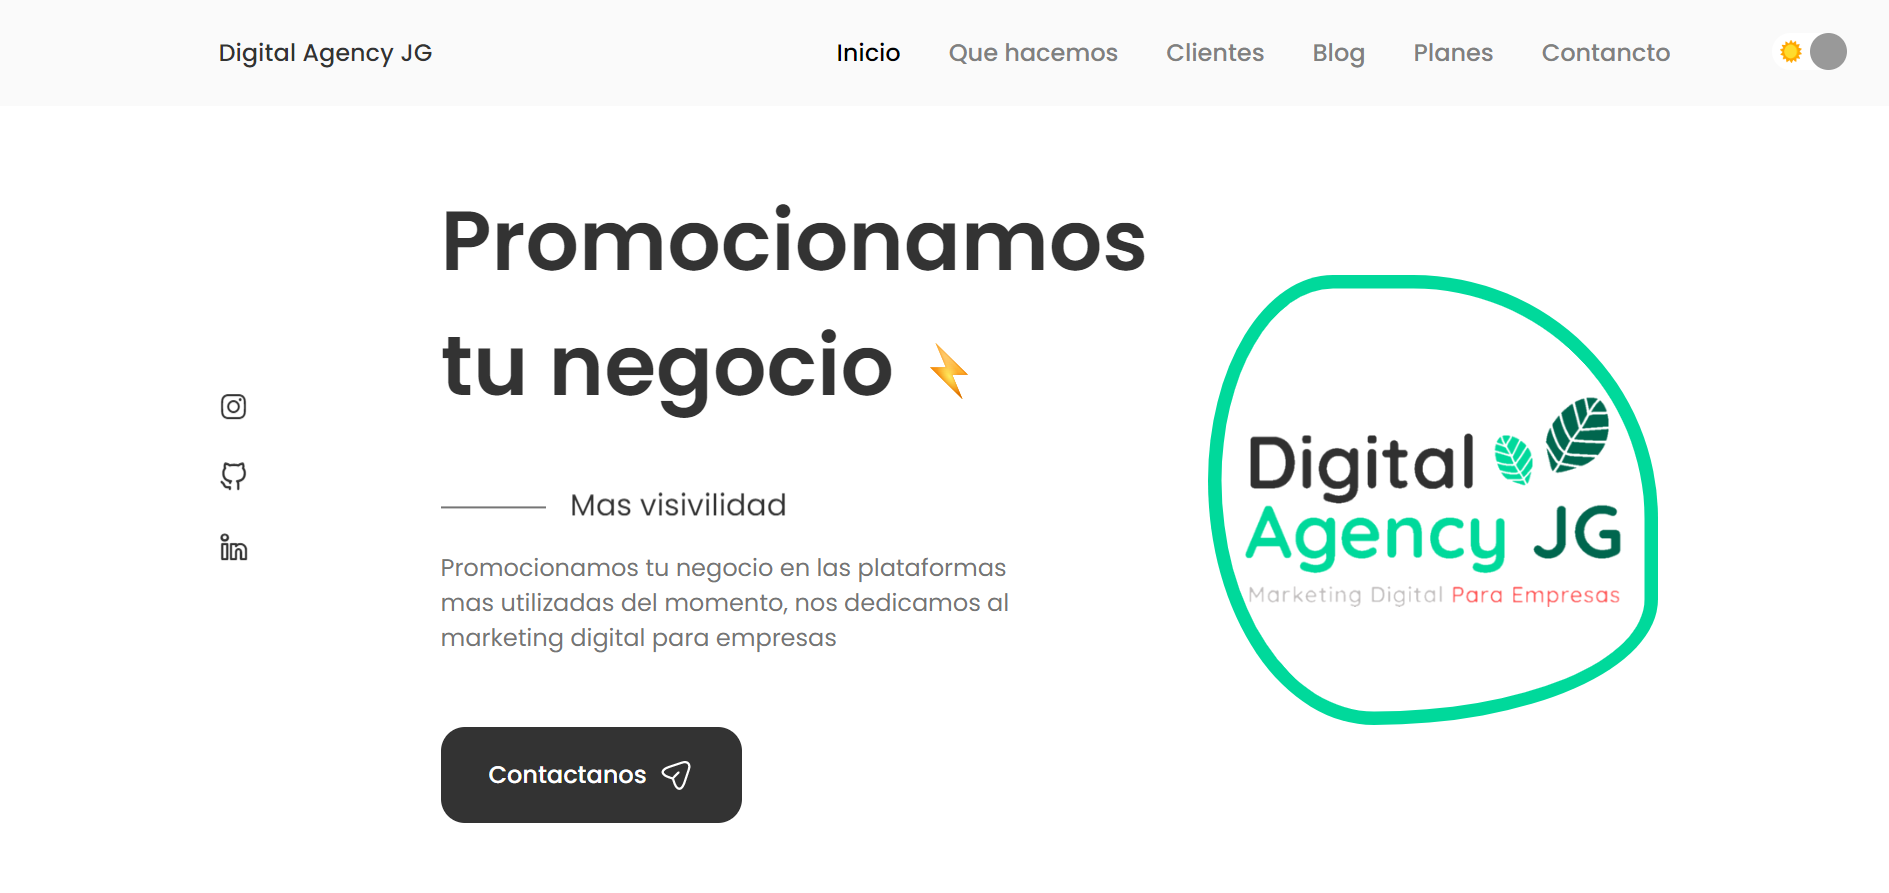 Digital Agency JG
Inicio
Que hacemos
Clientes
Blog
Planes
Contancto
Promocionamos
tu negocio
Mas visivilidad
Promocionamos tu negocio en las plataformas
mas utilizadas del momento, nos dedicamos al
marketing digital para empresas
Contactanos
Digital
Agency JG
Marketing Digital Para Empresas